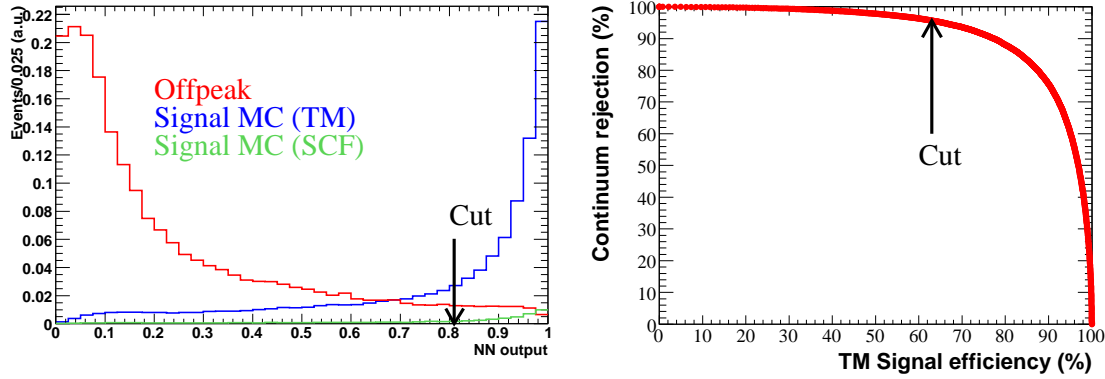 Events/0.025 (a.u.)
0.22
0.2
0.18
0.16
0.14
0.12
0.1
0.08
0.06
0.04
0.02
0
Offpeak
Signal MC (TM)
Signal MC (SCF)
Cut
0 0.1 0.2 0.3 0.4 0.5 0.6 0.7 0.8 0.9 1
NN output
Continuum rejection (%)
100
90
80
70
60
50
40
30
20
10
0
Cut
0 10 20 30 40 50 60 70 80 90 100
TM Signal efficiency (%)